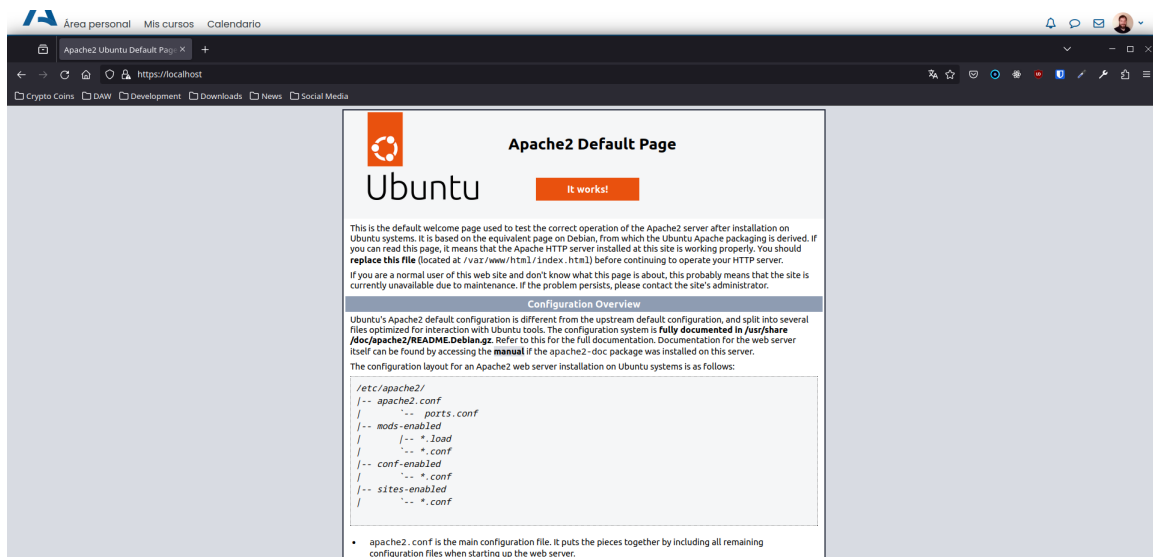 Área personal Mis cursos Calendario
Apache2 Ubuntu Default Page
https://localhost
Crypto Coins DAW Development Downloads News Social Media
Ubuntu
Apache2 Default Page
It works!
This is the default welcome page used to test the correct operation of the Apache2 server after installation on
Ubuntu systems. It is based on the equivalent page on Debian, from which the Ubuntu Apache packaging is derived. If
you can read this page, it means that the Apache HTTP server installed at this site is working properly. You should
replace this file (located at /var/www/html/index.html) before continuing to operate your HTTP server.
If you are a normal user of this web site and don't know what this page is about, this probably means that the site is
currently unavailable due to maintenance. If the problem persists, please contact the site's administrator.
Configuration Overview
Ubuntu's Apache2 default configuration is different from the upstream default configuration, and split into several
files optimized for interaction with Ubuntu tools. The configuration system is fully documented in /usr/share
/doc/apache2/README.Debian.gz. Refer to this for the full documentation. Documentation for the web server
itself can be found by accessing the manual if the apache2-doc package was installed on this server.
The configuration layout for an Apache2 web server installation on Ubuntu systems is as follows:
/etc/apache2/
|-- apache2.conf
|       `--  ports.conf
|-- mods-enabled
|       |-- *.load
|       `-- *.conf
|-- conf-enabled
|       `-- *.conf
|-- sites-enabled
|       `-- *.conf
• apache2.conf is the main configuration file. It puts the pieces together by including all remaining
configuration files when starting up the web server.